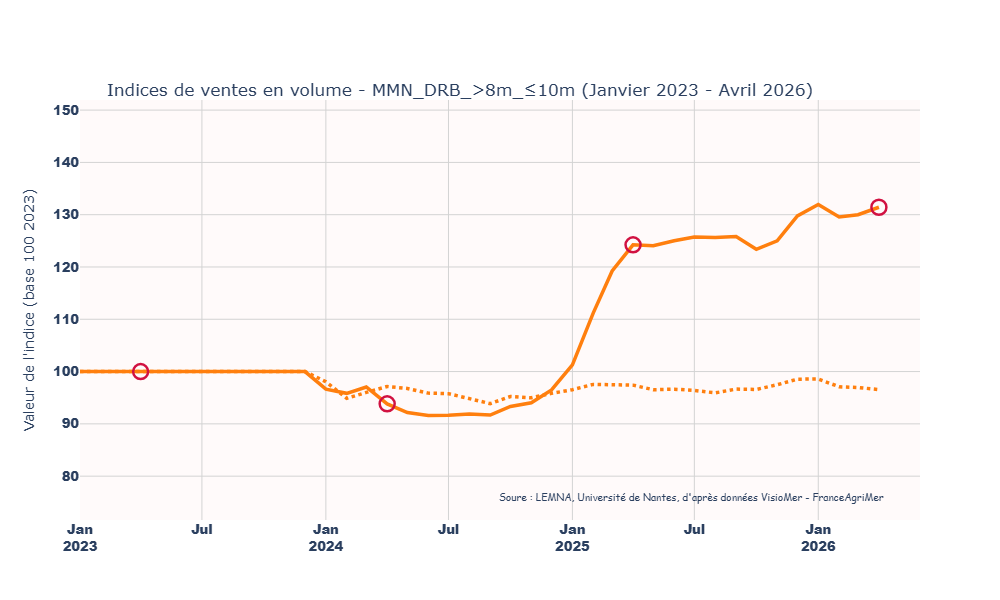 Indices de ventes en volume - MMN_DRB_>8m_≤10m (Janvier 2023 - Avril 2026)
Valeur de l'indice (base 100 2023)
150
140
130
120
110
100
90
80
Soure : LEMNA, Université de Nantes, d'après données VisioMer - FranceAgriMer
Jan
2023
Jul
Jan
2024
Jul
Jan
2025
Jul
Jan
2026